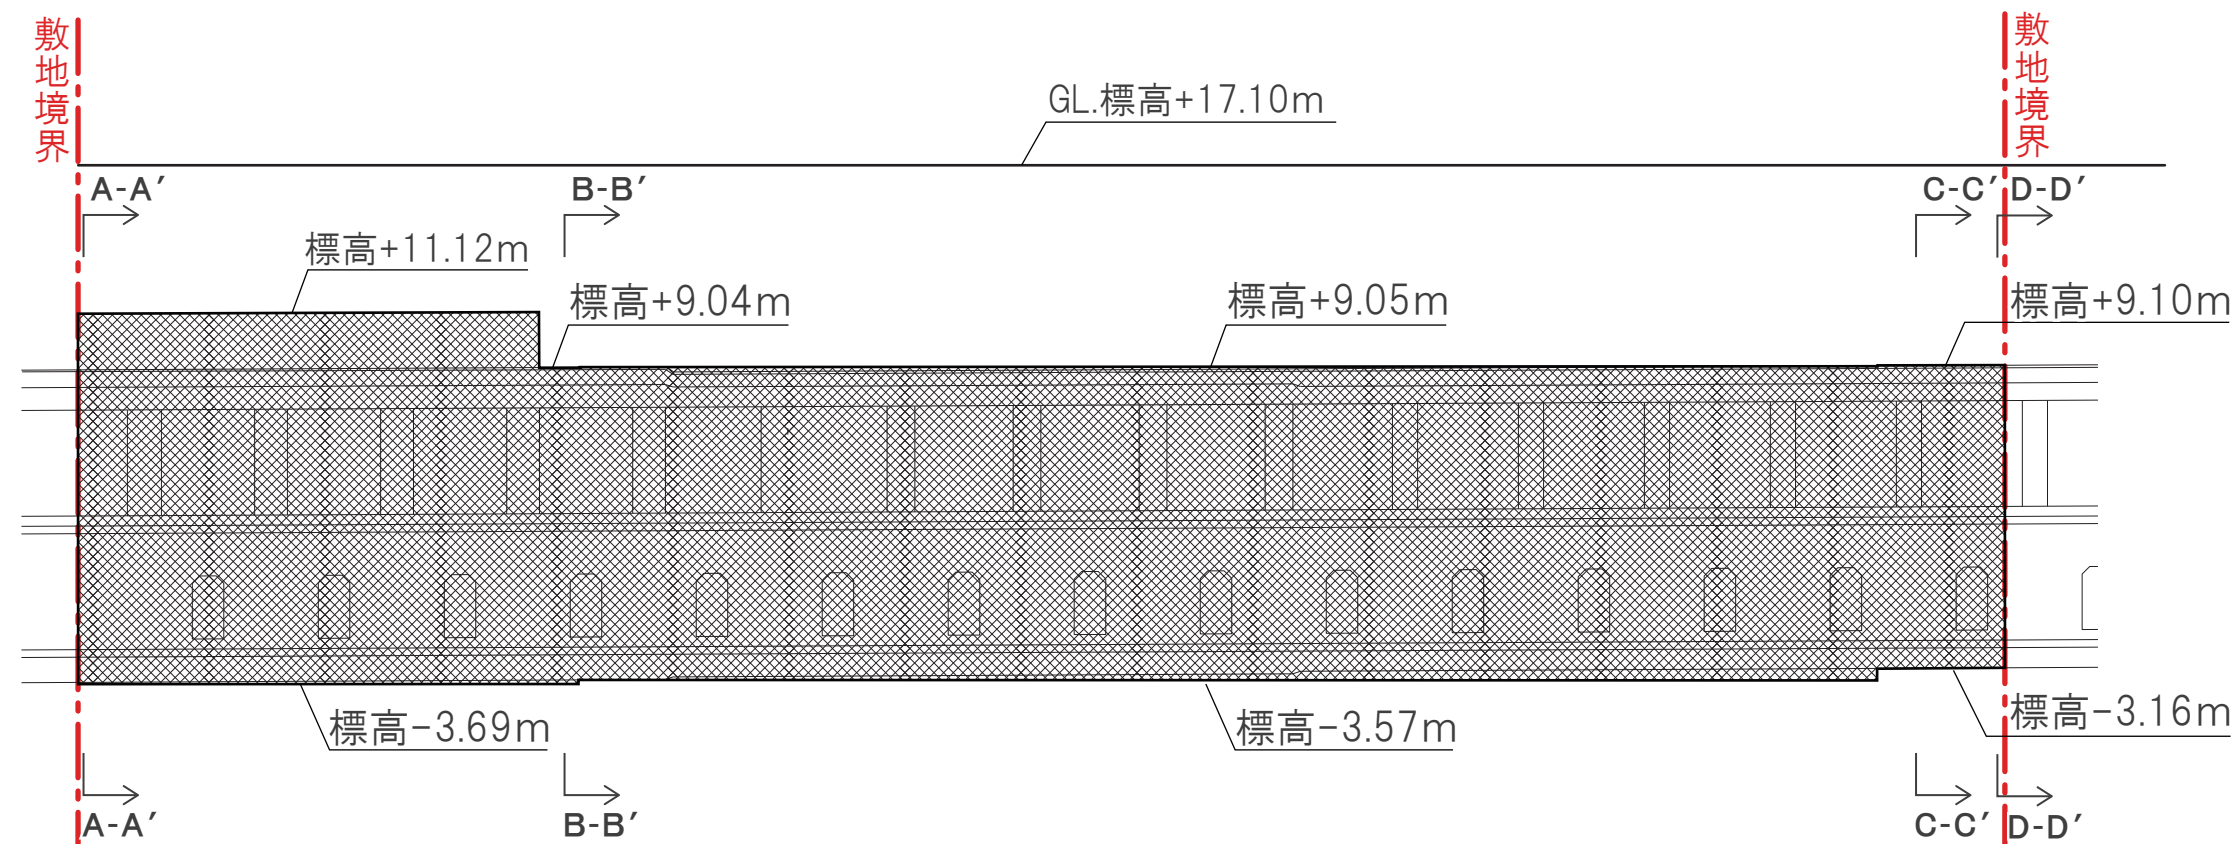 敷地境界
敷地境界
GL.標高+17.10m
A-A′
B-B′
C-C′
D-D′
標高+11.12m
標高+9.04m
標高+9.05m
標高+9.10m
標高-3.69m
標高-3.57m
標高-3.16m
A-A′
B-B′
C-C′
D-D′